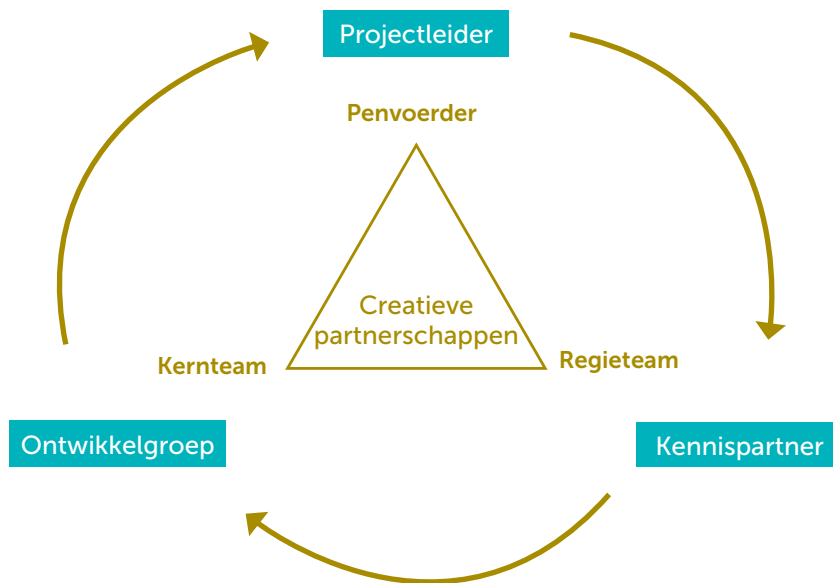 Projectleider
Penvoerder
Creatieve
partnerschappen
Kernteam
Regieteam
Ontwikkelgroep
Kennispartner